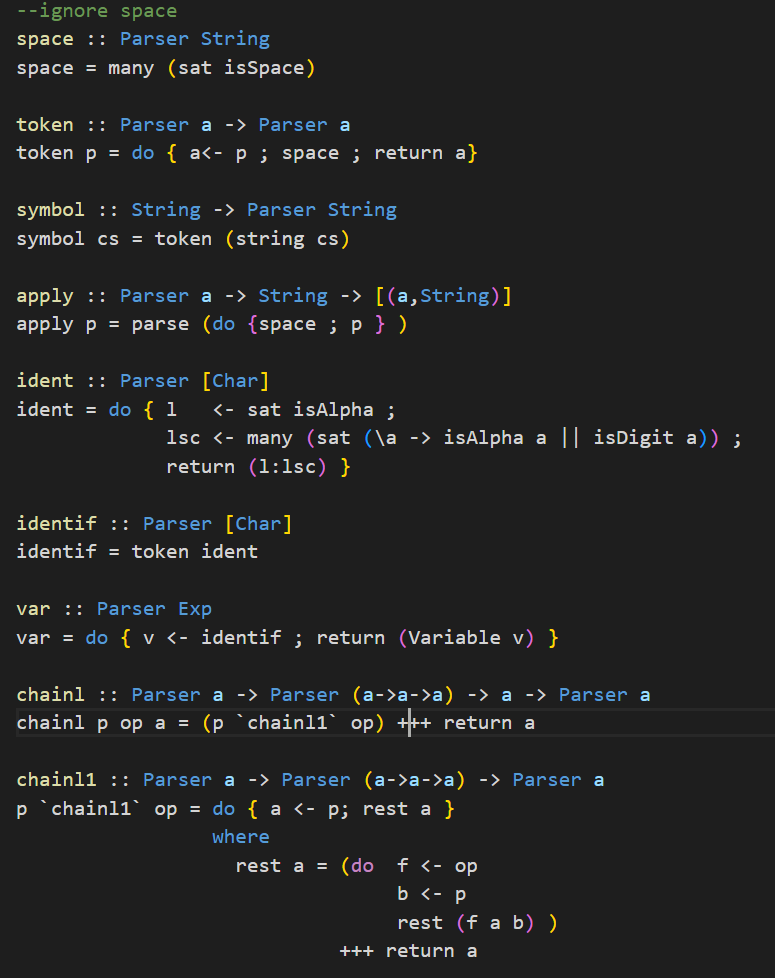 --ignore space
space :: Parser String
space = many (sat isSpace)
token :: Parser a -> Parser a
token p = do { a<- p ; space ; return a}
symbol :: String -> Parser String
symbol cs = token (string cs)
apply :: Parser a -> String -> [(a,String)]
apply p = parse (do {space ; p } )
ident :: Parser [Char]
ident = do { l   <- sat isAlpha ;
             lsc <- many (sat (\a -> isAlpha a || isDigit a)) ;
             return (l:lsc) }
identif :: Parser [Char]
identif = token ident
var :: Parser Exp
var = do { v <- identif ; return (Variable v) }
chainl :: Parser a -> Parser (a->a->a) -> a -> Parser a
chainl p op a = (p `chainl1` op) +++ return a
chainl1 :: Parser a -> Parser (a->a->a) -> Parser a
p `chainl1` op = do { a <- p; rest a }
                 where
                   rest a = (do  f <- op
                                 b <- p
                                 rest (f a b) )
                            +++ return a